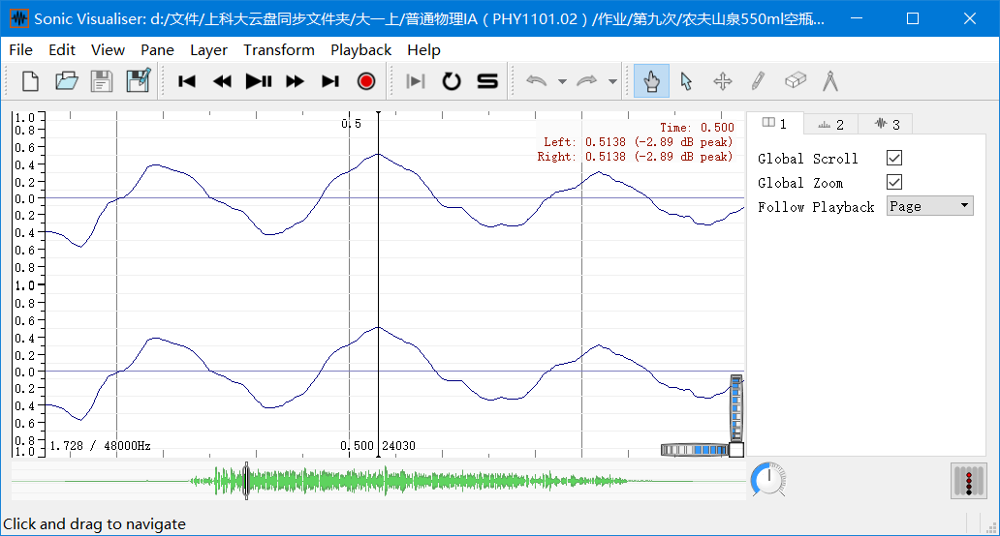 Sonic Visualiser: d:/文件/上科大云盘同步文件夹/大一上/普通物理IA（PHY1101.02）/作业/第九次/农夫山泉550ml空瓶...
File Edit View Pane Layer Transform Playback Help
1.0
0.8
0.6
0.4
0.2
0.0
0.2
0.4
0.6
0.8
1.0
0.8
0.6
0.4
0.2
0.0
0.2
0.4
0.6
0.8
1.0
0.5
Time: 0.500
Left: 0.5138 (-2.89 dB peak)
Right: 0.5138 (-2.89 dB peak)
1.728 / 48000Hz
0.500 24030
1 2 3
Global Scroll
Global Zoom
Follow Playback Page
Click and drag to navigate